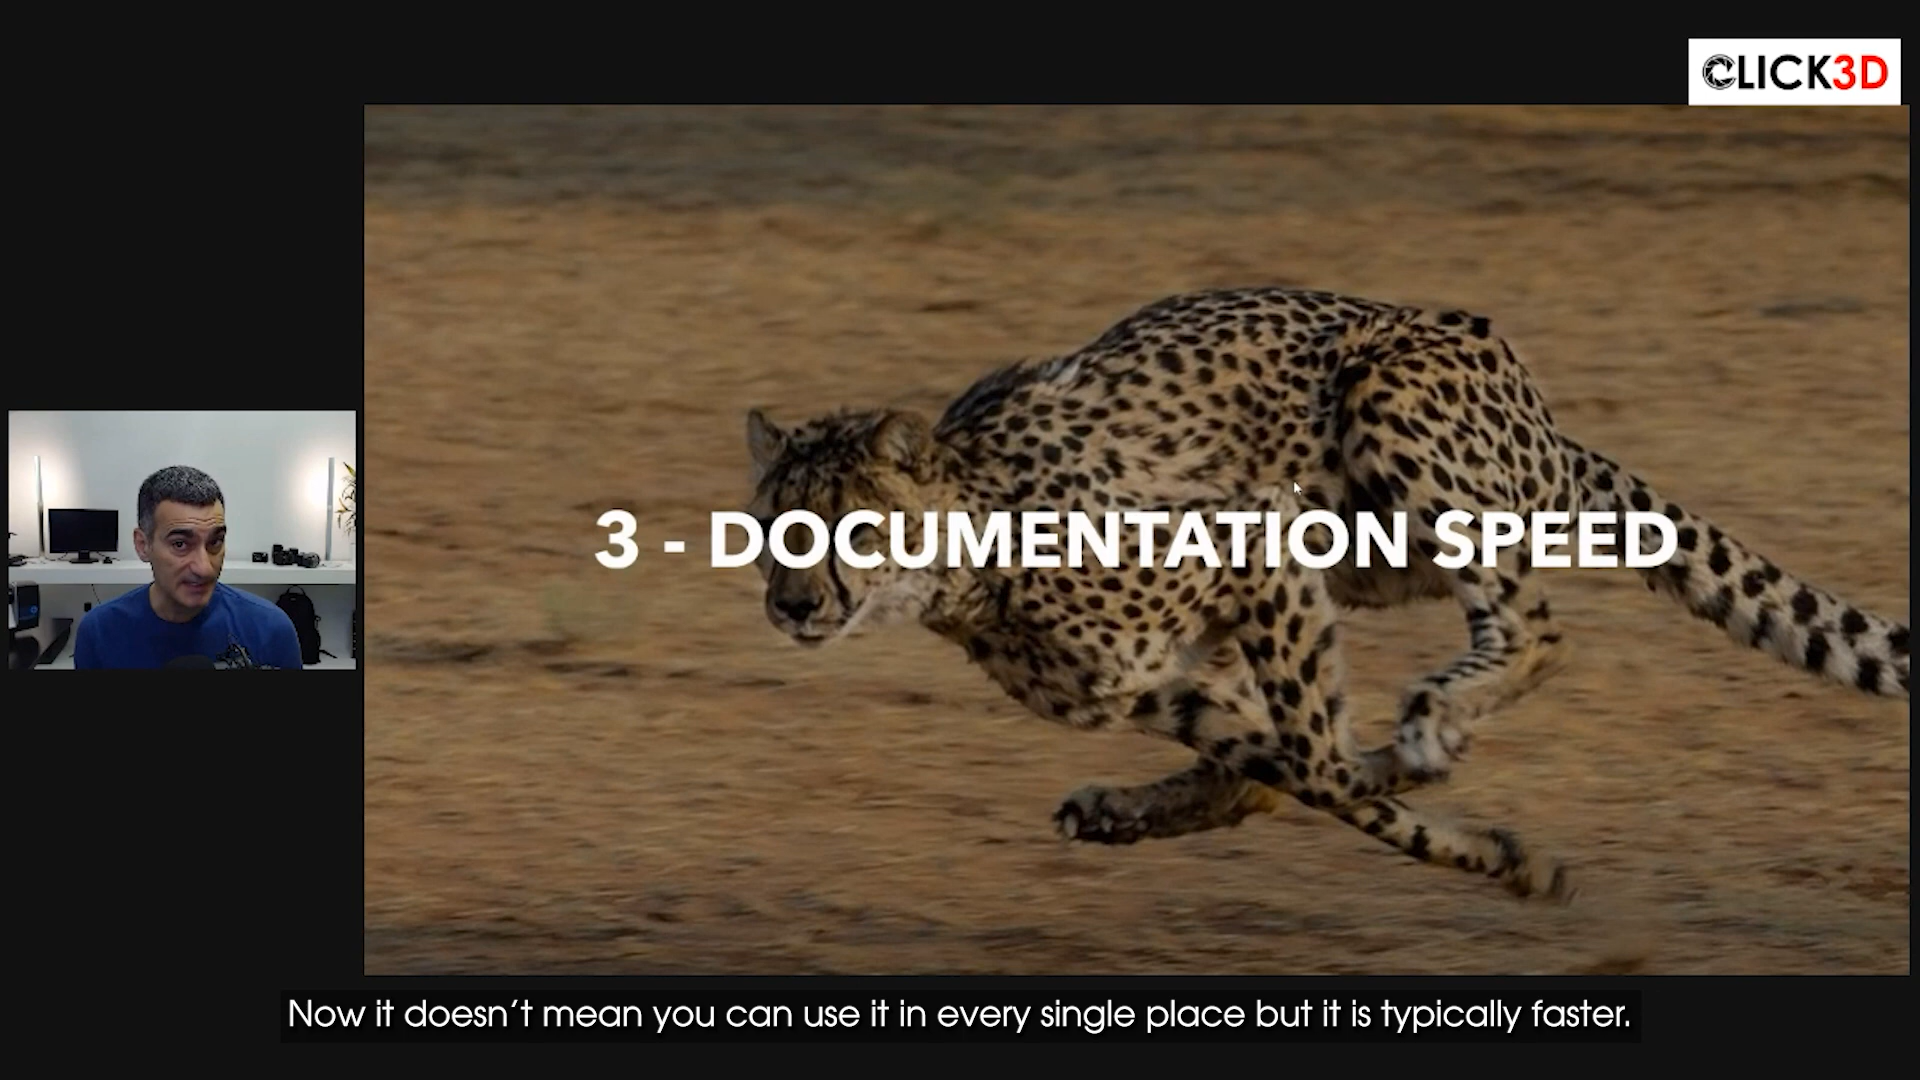 CLICK3D
3 - DOCUMENTATION SPEED
Now it doesn't mean you can use it in every single place but it is typically faster.